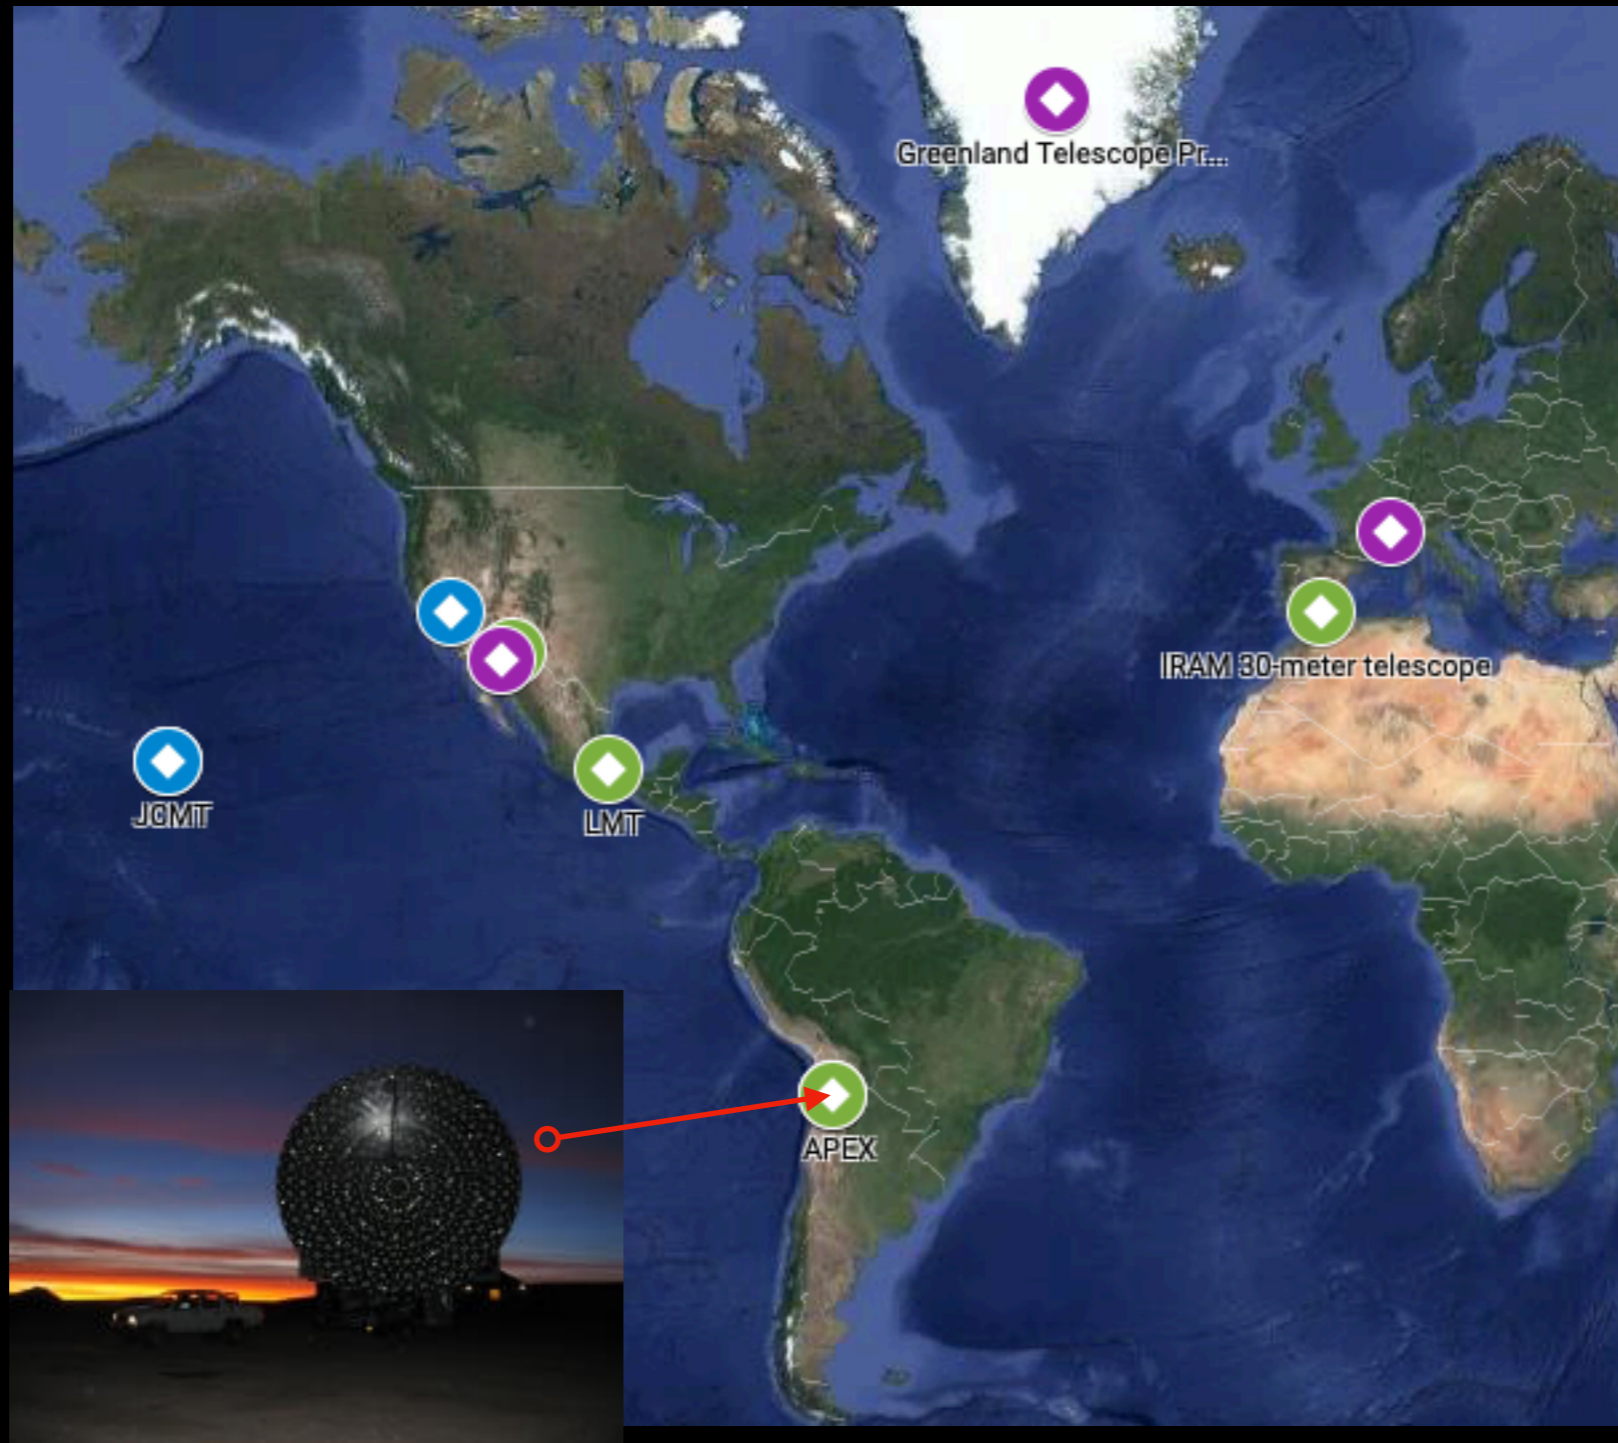 Greenland Telescope Pr...
IRAM 30-meter telescope
JCMT
LMT
APEX